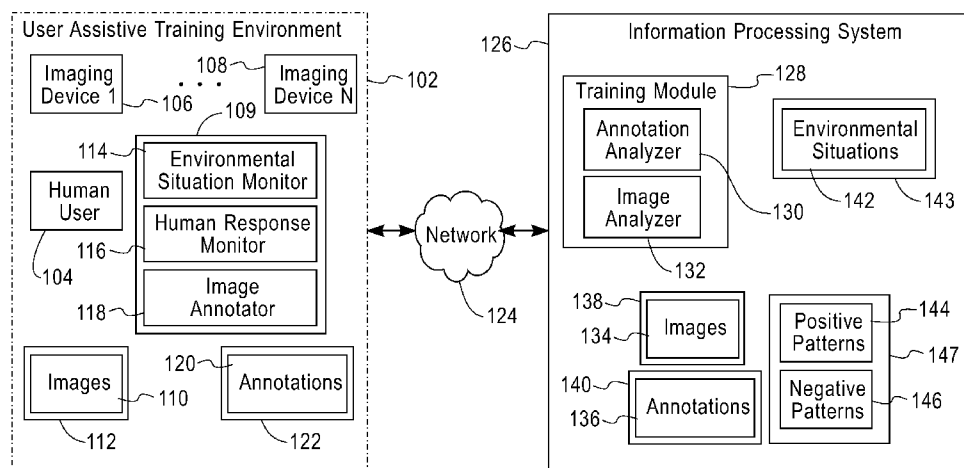 User Assistive Training Environment
Imaging
Device 1
106
. . .
108
Imaging
Device N
102
109
114
Environmental
Situation Monitor
Human
User
104
116
Human Response
Monitor
118
Image
Annotator
Images
110
112
120
Annotations
122
Network
124
126
Information Processing System
128
Training Module
Annotation
Analyzer
130
Image
Analyzer
132
Environmental
Situations
142
143
138
134
Images
140
136
Annotations
144
Positive
Patterns
147
Negative
Patterns
146